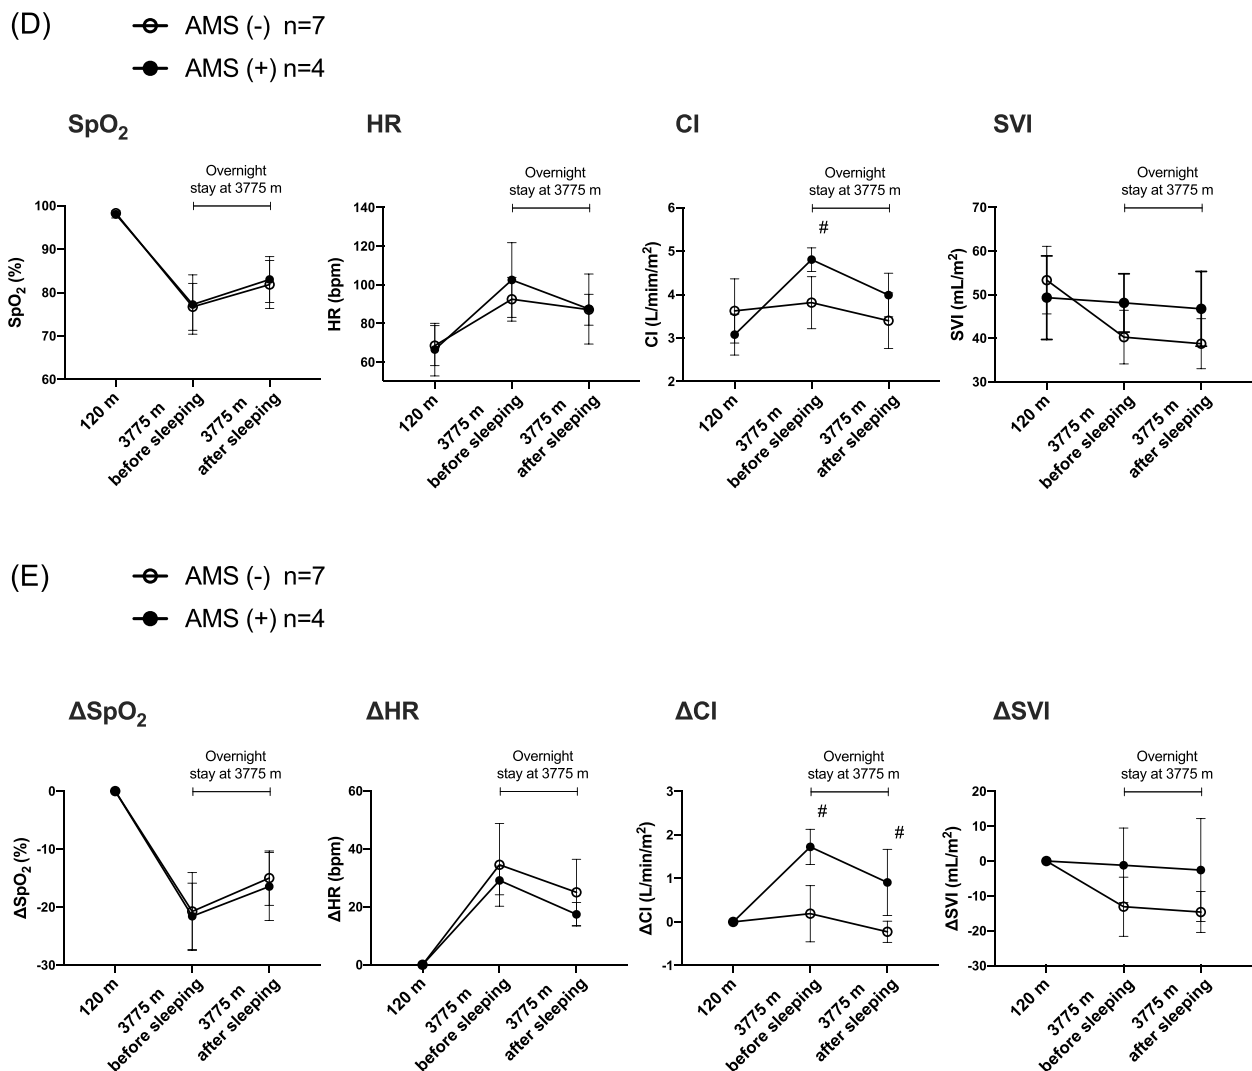 (D)
AMS (-) n=7
AMS (+) n=4
SpO2
HR
CI
SVI
Overnight
stay at 3775 m
Overnight
stay at 3775 m
Overnight
stay at 3775 m
Overnight
stay at 3775 m
SpO2 (%)
100
90
80
70
60
120 m
3775 m
before sleeping
3775 m
after sleeping
HR (bpm)
140
120
100
80
60
120 m
3775 m
before sleeping
3775 m
after sleeping
CI (L/mim/m2)
6
5
4
3
2
#
120 m
3775 m
before sleeping
3775 m
after sleeping
SVI (mL/m2)
70
60
50
40
30
120 m
3775 m
before sleeping
3775 m
after sleeping
(E)
AMS (-) n=7
AMS (+) n=4
ΔSpO2
ΔHR
ΔCI
ΔSVI
Overnight
stay at 3775 m
Overnight
stay at 3775 m
Overnight
stay at 3775 m
Overnight
stay at 3775 m
ΔSpO2 (%)
0
-10
-20
-30
120 m
3775 m
before sleeping
3775 m
after sleeping
ΔHR (bpm)
60
40
20
0
120 m
3775 m
before sleeping
3775 m
after sleeping
ΔCI (L/min/m2)
3
2
1
0
-1
#
#
120 m
3775 m
before sleeping
3775 m
after sleeping
ΔSVI (mL/m2)
20
10
0
-10
-20
-30
120 m
3775 m
before sleeping
3775 m
after sleeping